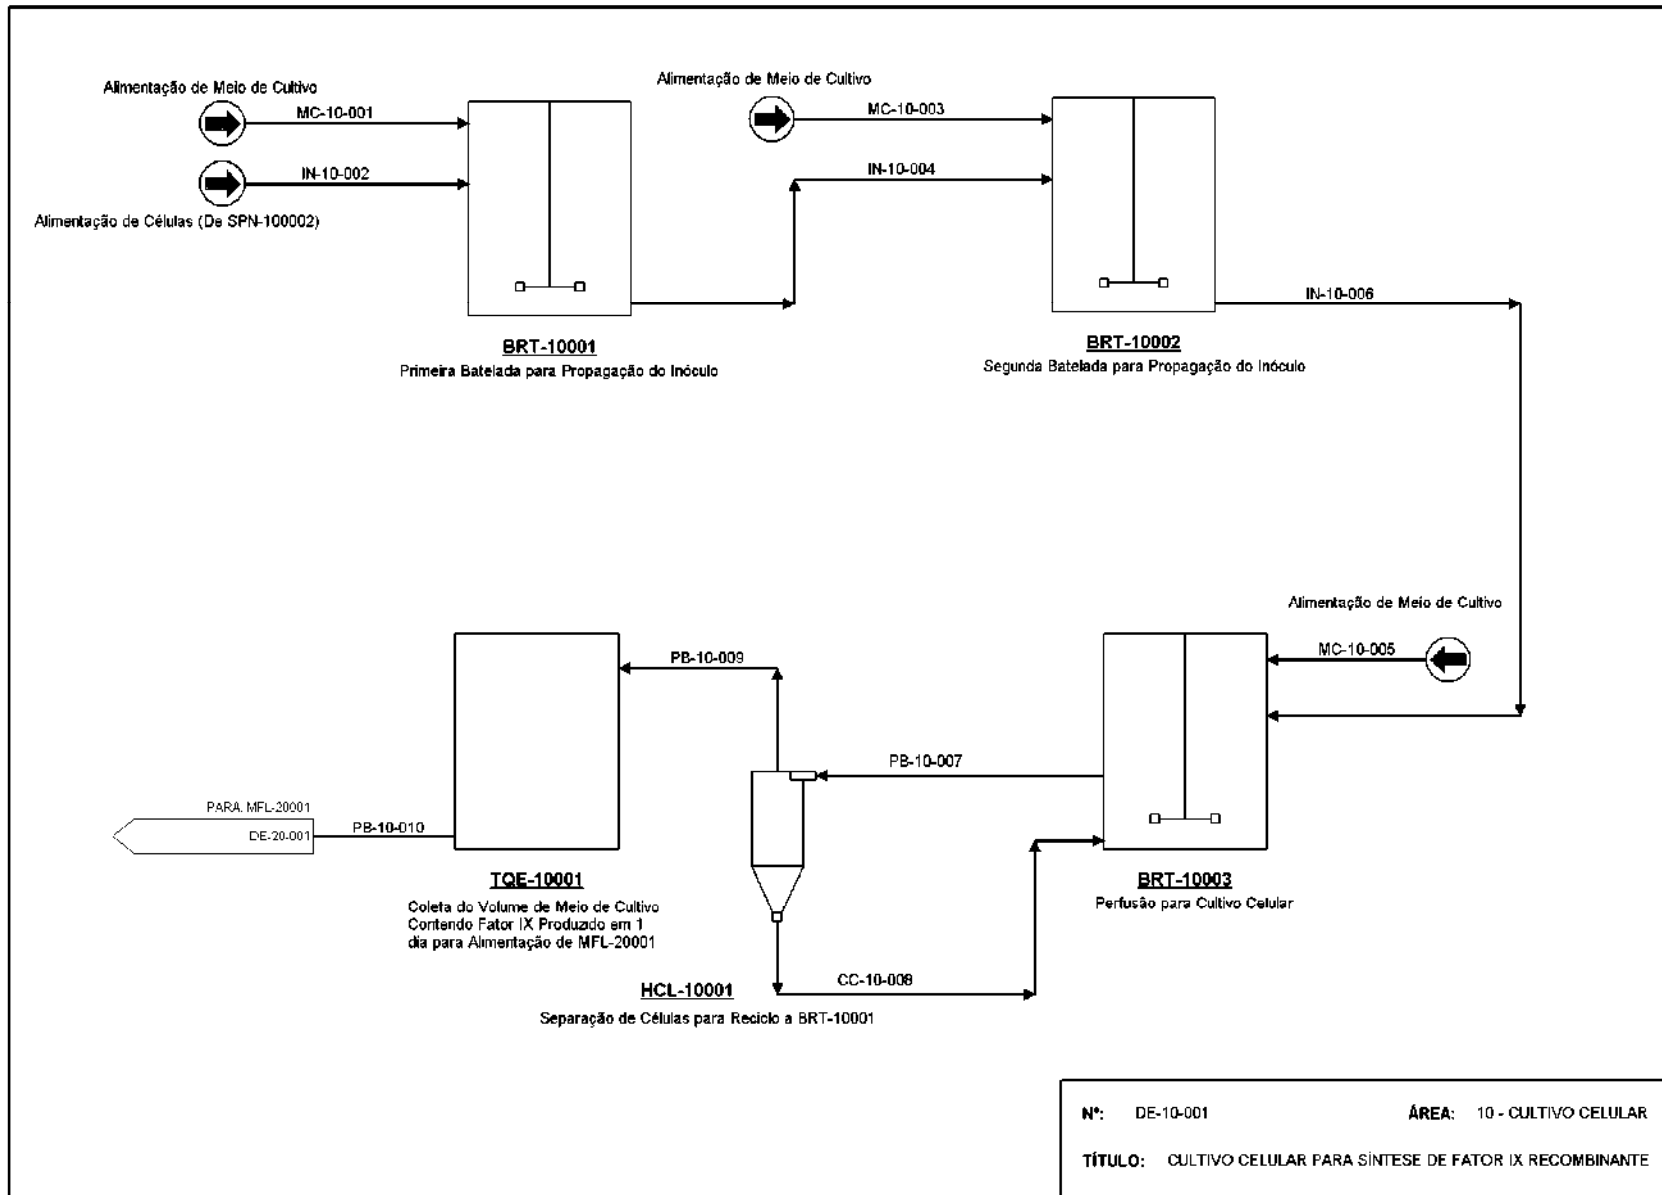 Alimentação de Meio de Cultivo
MC-10-001
IN-10-002
Alimentação de Células (De SPN-100002)
BRT-10001
Primeira Batelada para Propagação do Inóculo
Alimentação de Meio de Cultivo
MC-10-003
IN-10-004
BRT-10002
Segunda Batelada para Propagação do Inóculo
IN-10-006
Alimentação de Meio de Cultivo
MC-10-005
BRT-10003
Perfusão para Cultivo Celular
PB-10-009
PB-10-007
PARA. MFL-20001
DE-20-001
PB-10-010
TQE-10001
Coleta do Volume de Meio de Cultivo
Contendo Fator IX Produzido em 1
dia para Alimentação de MFL-20001
CC-10-008
HCL-10001
Separação de Células para Reciclo a BRT-10001
Nº: DE-10-001 ÁREA: 10 - CULTIVO CELULAR
TÍTULO: CULTIVO CELULAR PARA SÍNTESE DE FATOR IX RECOMBINANTE